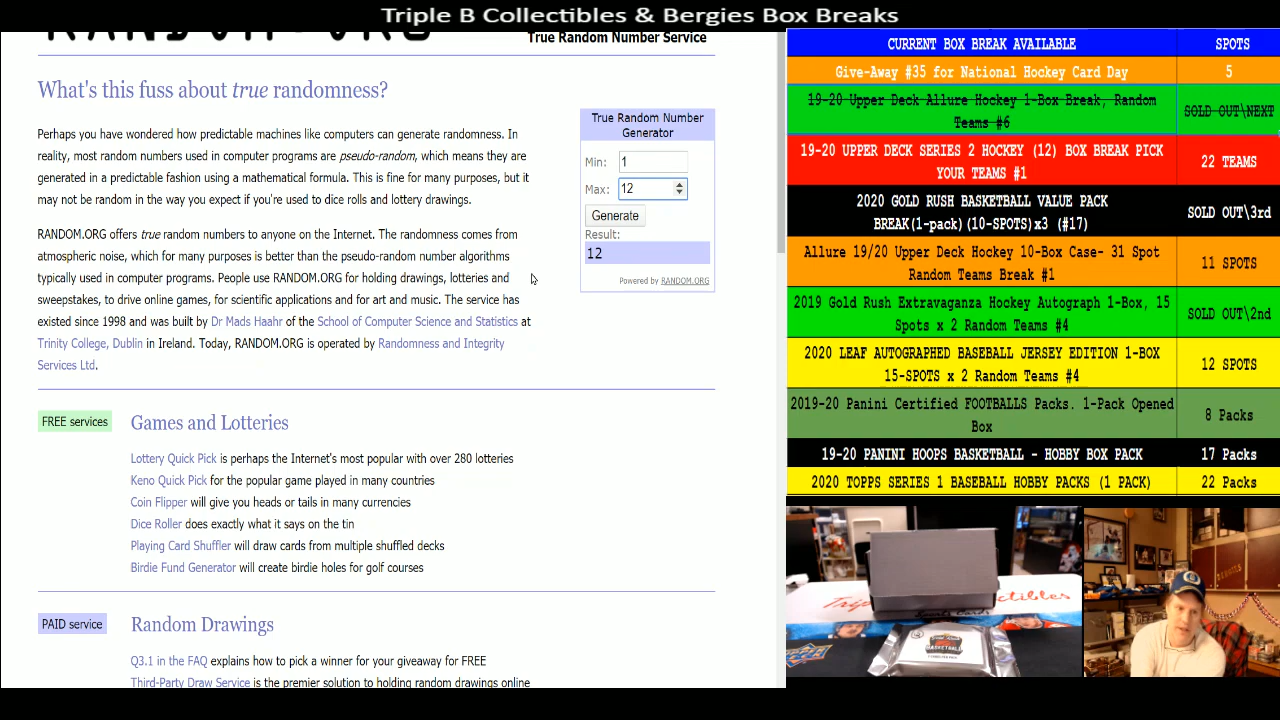 Triple B Collectibles & Bergies Box Breaks
RANDOM.ORG
True Random Number Service
What's this fuss about true randomness?
Perhaps you have wondered how predictable machines like computers can generate randomness. In
reality, most random numbers used in computer programs are pseudo-random, which means they are
generated in a predictable fashion using a mathematical formula. This is fine for many purposes, but it
may not be random in the way you expect if you're used to dice rolls and lottery drawings.
RANDOM.ORG offers true random numbers to anyone on the Internet. The randomness comes from
atmospheric noise, which for many purposes is better than the pseudo-random number algorithms
typically used in computer programs. People use RANDOM.ORG for holding drawings, lotteries and
sweepstakes, to drive online games, for scientific applications and for art and music. The service has
existed since 1998 and was built by Dr Mads Haahr of the School of Computer Science and Statistics at
Trinity College, Dublin in Ireland. Today, RANDOM.ORG is operated by Randomness and Integrity
Services Ltd.
True Random Number
Generator
Min: 1
Max: 12
Generate
Result:
12
Powered by RANDOM.ORG
FREE services
Games and Lotteries
Lottery Quick Pick is perhaps the Internet's most popular with over 280 lotteries
Keno Quick Pick for the popular game played in many countries
Coin Flipper will give you heads or tails in many currencies
Dice Roller does exactly what it says on the tin
Playing Card Shuffler will draw cards from multiple shuffled decks
Birdie Fund Generator will create birdie holes for golf courses
PAID service
Random Drawings
Q3.1 in the FAQ explains how to pick a winner for your giveaway for FREE
Third-Party Draw Service is the premier solution to holding random drawings online
CURRENT BOX BREAK AVAILABLE SPOTS
Give-Away #35 for National Hockey Card Day 5
19-20 Upper Deck Allure Hockey 1-Box Break, Random
Teams #6
SOLD OUT\NEXT
19-20 UPPER DECK SERIES 2 HOCKEY (12) BOX BREAK PICK
YOUR TEAMS #1
22 TEAMS
2020 GOLD RUSH BASKETBALL VALUE PACK
BREAK(1-pack)(10-SPOTS)x3 (#17)
SOLD OUT\3rd
Allure 19/20 Upper Deck Hockey 10-Box Case- 31 Spot
Random Teams Break #1
11 SPOTS
2019 Gold Rush Extravaganza Hockey Autograph 1-Box, 15
Spots x 2 Random Teams #4
SOLD OUT\2nd
2020 LEAF AUTOGRAPHED BASEBALL JERSEY EDITION 1-BOX
15-SPOTS x 2 Random Teams #4
12 SPOTS
2019-20 Panini Certified FOOTBALLS Packs. 1-Pack Opened
Box
8 Packs
19-20 PANINI HOOPS BASKETBALL - HOBBY BOX PACK 17 Packs
2020 TOPPS SERIES 1 BASEBALL HOBBY PACKS (1 PACK) 22 Packs